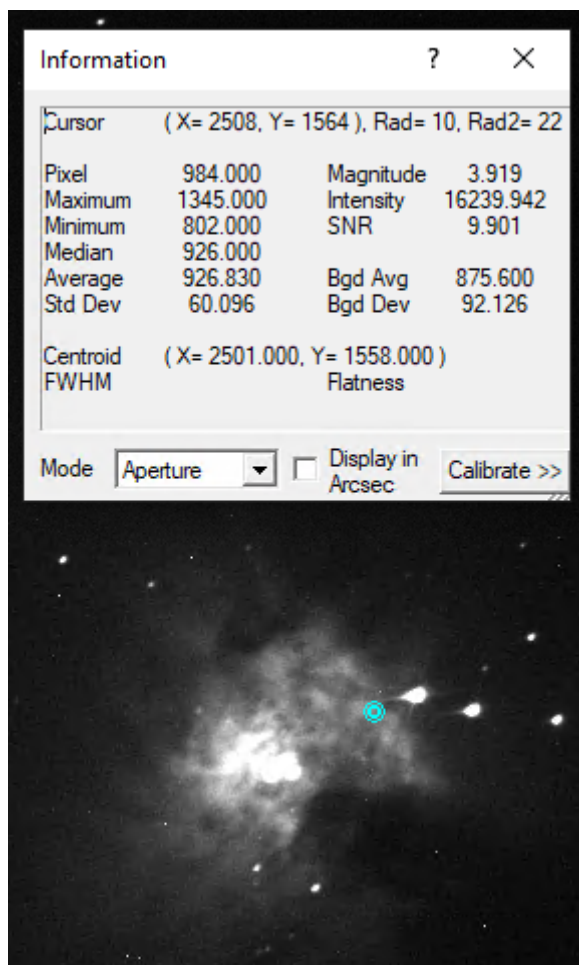 Information ? ×
Cursor ( X= 2508, Y= 1564 ), Rad= 10, Rad2= 22
Pixel 984.000 Magnitude 3.919
Maximum 1345.000 Intensity 16239.942
Minimum 802.000 SNR 9.901
Median 926.000
Average 926.830 Bgd Avg 875.600
Std Dev 60.096 Bgd Dev 92.126
Centroid ( X= 2501.000, Y= 1558.000 )
FWHM Flatness
Mode Aperture Display in Arcsec Calibrate >>